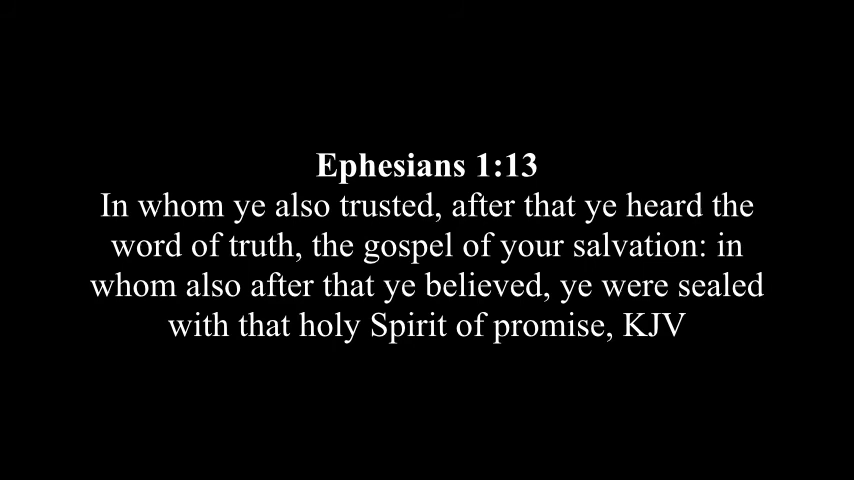 Ephesians 1:13
In whom ye also trusted, after that ye heard the
word of truth, the gospel of your salvation: in
whom also after that ye believed, ye were sealed
with that holy Spirit of promise, KJV